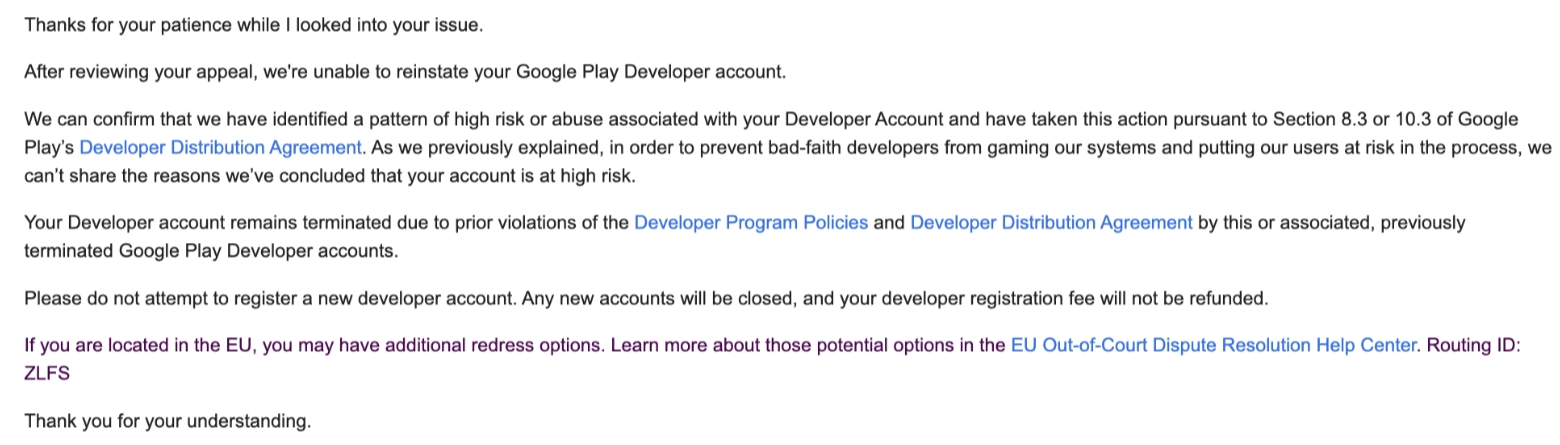 Thanks for your patience while I looked into your issue.
After reviewing your appeal, we're unable to reinstate your Google Play Developer account.
We can confirm that we have identified a pattern of high risk or abuse associated with your Developer Account and have taken this action pursuant to Section 8.3 or 10.3 of Google
Play's Developer Distribution Agreement. As we previously explained, in order to prevent bad-faith developers from gaming our systems and putting our users at risk in the process, we
can't share the reasons we've concluded that your account is at high risk.
Your Developer account remains terminated due to prior violations of the Developer Program Policies and Developer Distribution Agreement by this or associated, previously
terminated Google Play Developer accounts.
Please do not attempt to register a new developer account. Any new accounts will be closed, and your developer registration fee will not be refunded.
If you are located in the EU, you may have additional redress options. Learn more about those potential options in the EU Out-of-Court Dispute Resolution Help Center. Routing ID:
ZLFS
Thank you for your understanding.